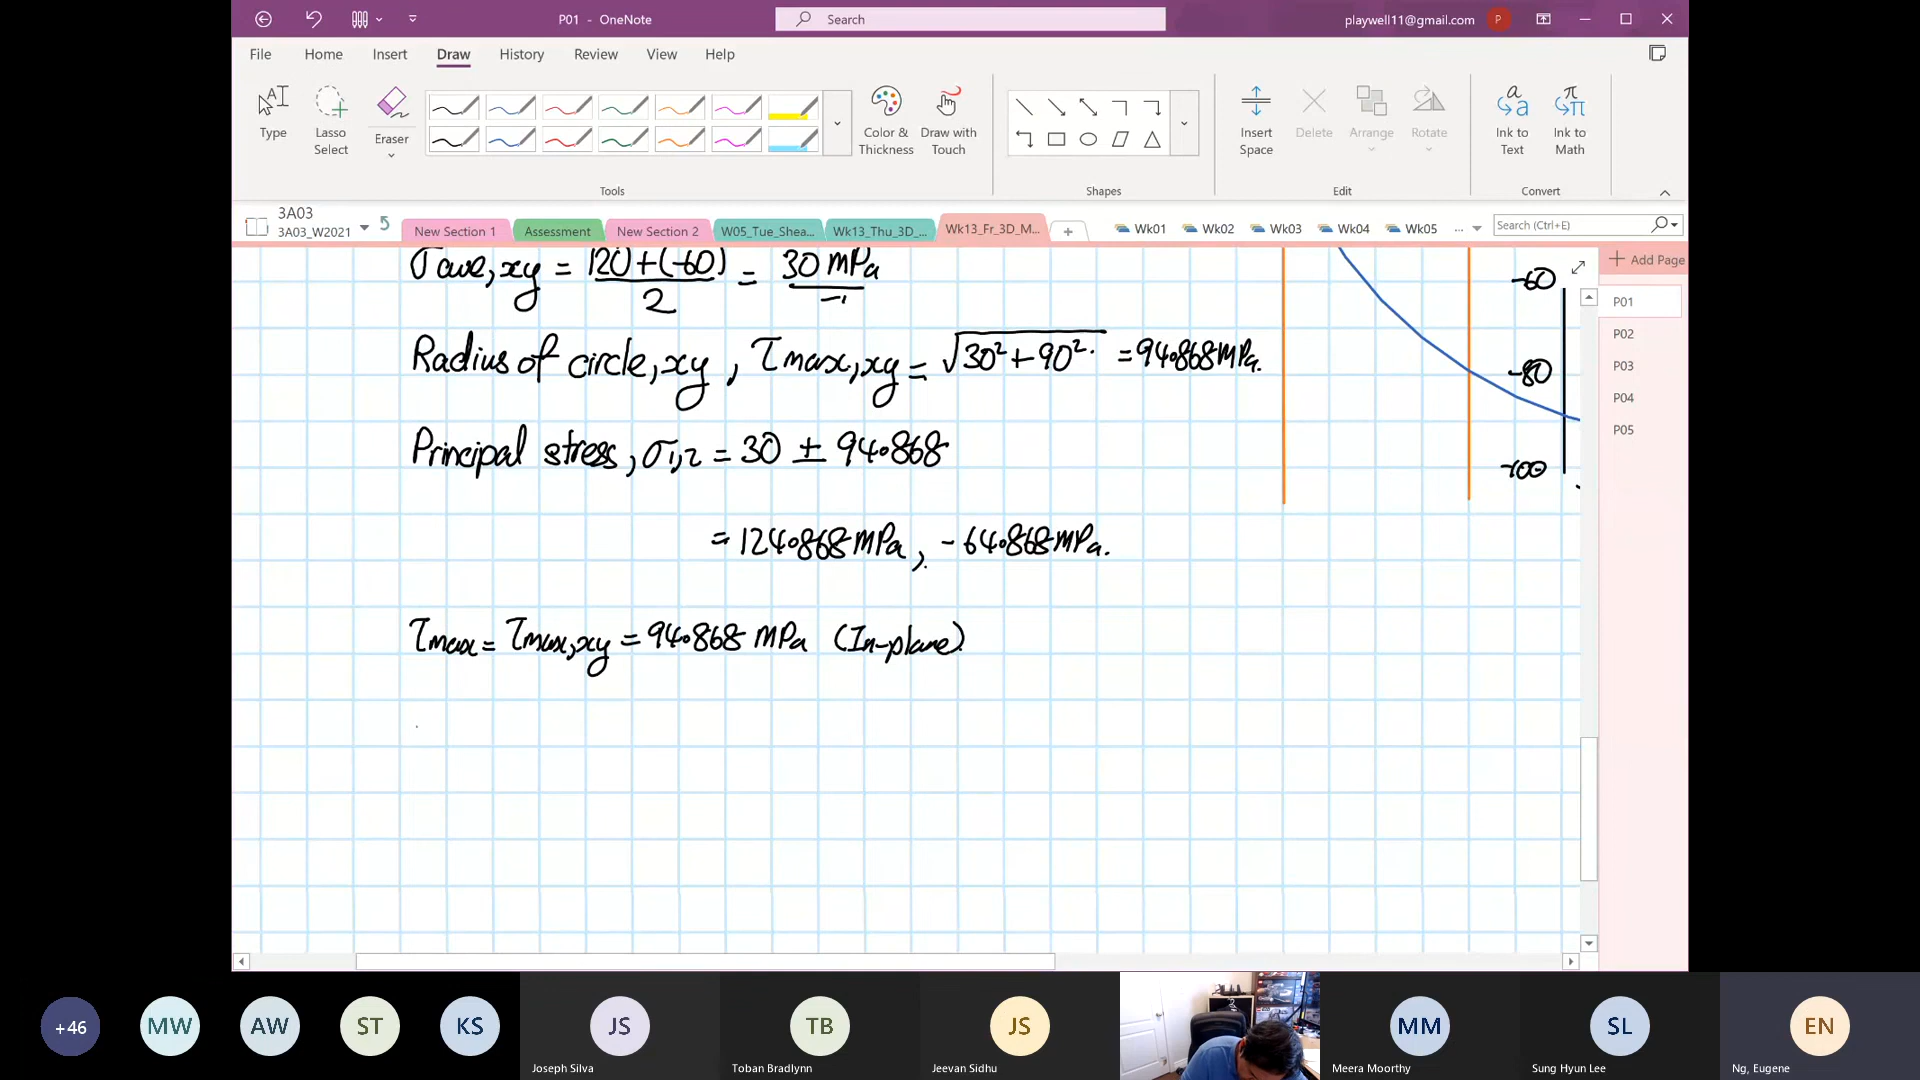 P01 - OneNote
Search
playwell11@gmail.com
P
File Home Insert Draw History Review View Help
Type
Lasso Select
Eraser
Color & Thickness
Draw with Touch
Insert Space
Delete
Arrange
Rotate
Ink to Text
Ink to Math
Tools
Shapes
Edit
Convert
3A03
3A03_W2021
New Section 1
Assessment
New Section 2
W05_Tue_Shea...
Wk13_Thu_3D_...
Wk13_Fr_3D_M...
+
Wk01
Wk02
Wk03
Wk04
Wk05
...
Search (Ctrl+E)
Add Page
P01
P02
P03
P04
P05
σave,xy = 120+(-60) / 2 = 30 MPa
Radius of circle,xy , τmax,xy = √30²+90² = 94.868 MPa.
Principal stress, σ1,2 = 30 ± 94.868
= 124.868 MPa, -64.868 MPa.
τmax = τmax,xy = 94.868 MPa (In-plane)
-60
-80
-100
+46
MW
AW
ST
KS
JS
Joseph Silva
TB
Toban Bradlynn
JS
Jeevan Sidhu
MM
Meera Moorthy
SL
Sung Hyun Lee
EN
Ng, Eugene